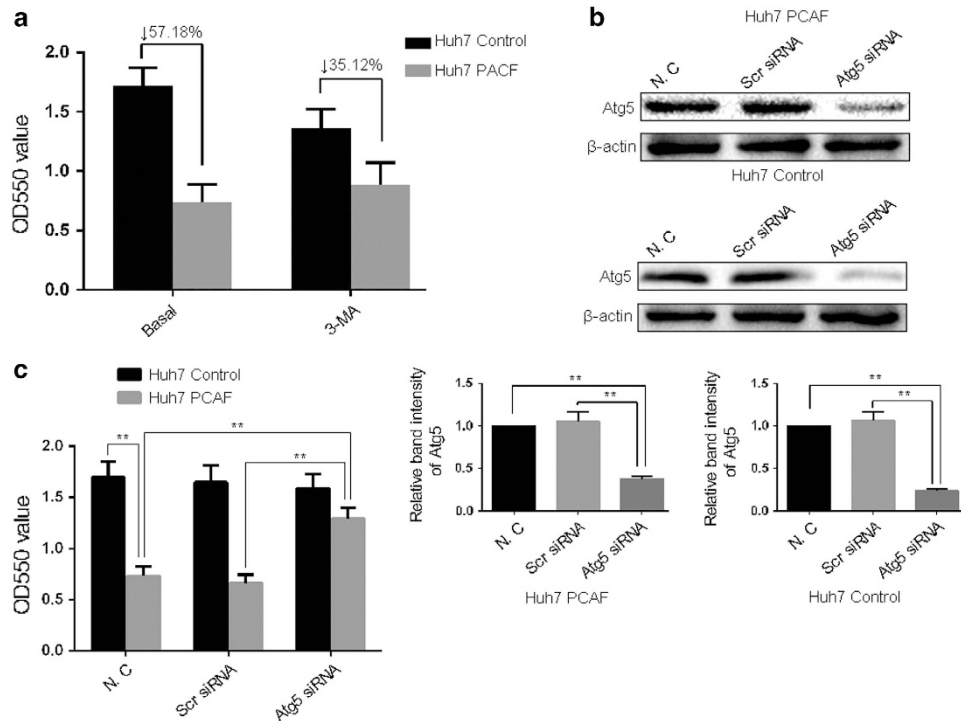 a
↓57.18%
↓35.12%
Huh7 Control
Huh7 PACF
OD550 value
2.0
1.5
1.0
0.5
0.0
Basal
3-MA
b
Huh7 PCAF
N. C
Scr siRNA
Atg5 siRNA
Atg5
β-actin
Huh7 Control
N. C
Scr siRNA
Atg5 siRNA
Atg5
β-actin
Relative band intensity
of Atg5
1.5
1.0
0.5
0.0
**
**
N. C
Scr siRNA
Atg5 siRNA
Huh7 PCAF
Relative band intensity
of Atg5
1.5
1.0
0.5
0.0
**
**
N. C
Scr siRNA
Atg5 siRNA
Huh7 Control
c
Huh7 Control
Huh7 PCAF
OD550 value
2.0
1.5
1.0
0.5
0.0
**
**
**
N. C
Scr siRNA
Atg5 siRNA